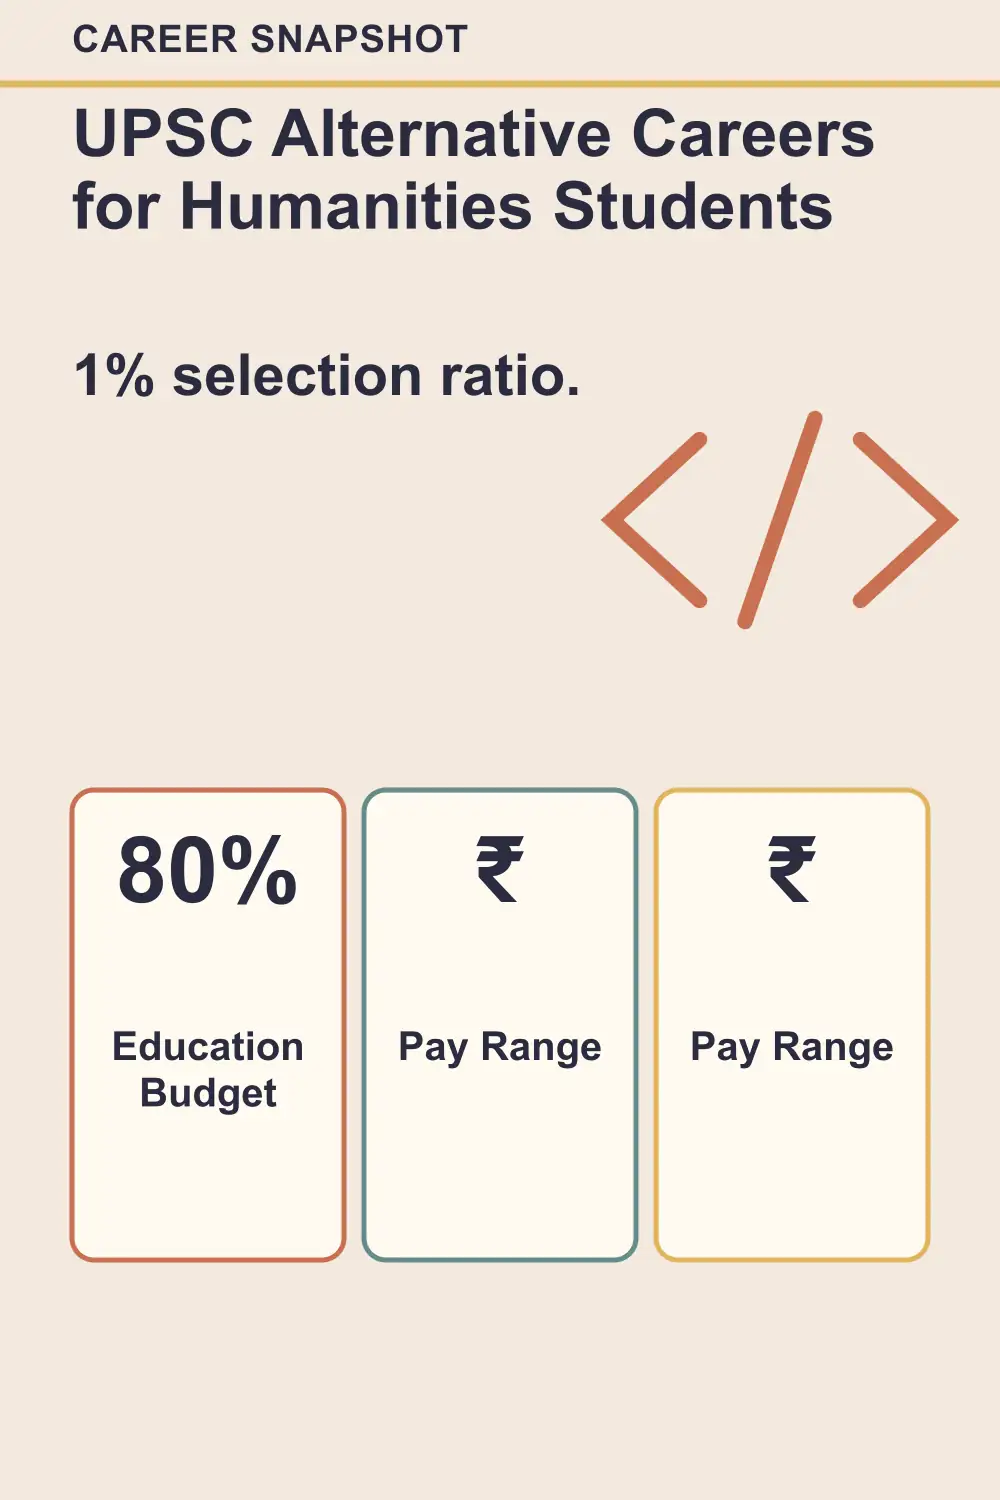 CAREER SNAPSHOT
UPSC Alternative Careers
for Humanities Students
1% selection ratio.
</>
80%
Education
Budget
₹
Pay Range
₹
Pay Range